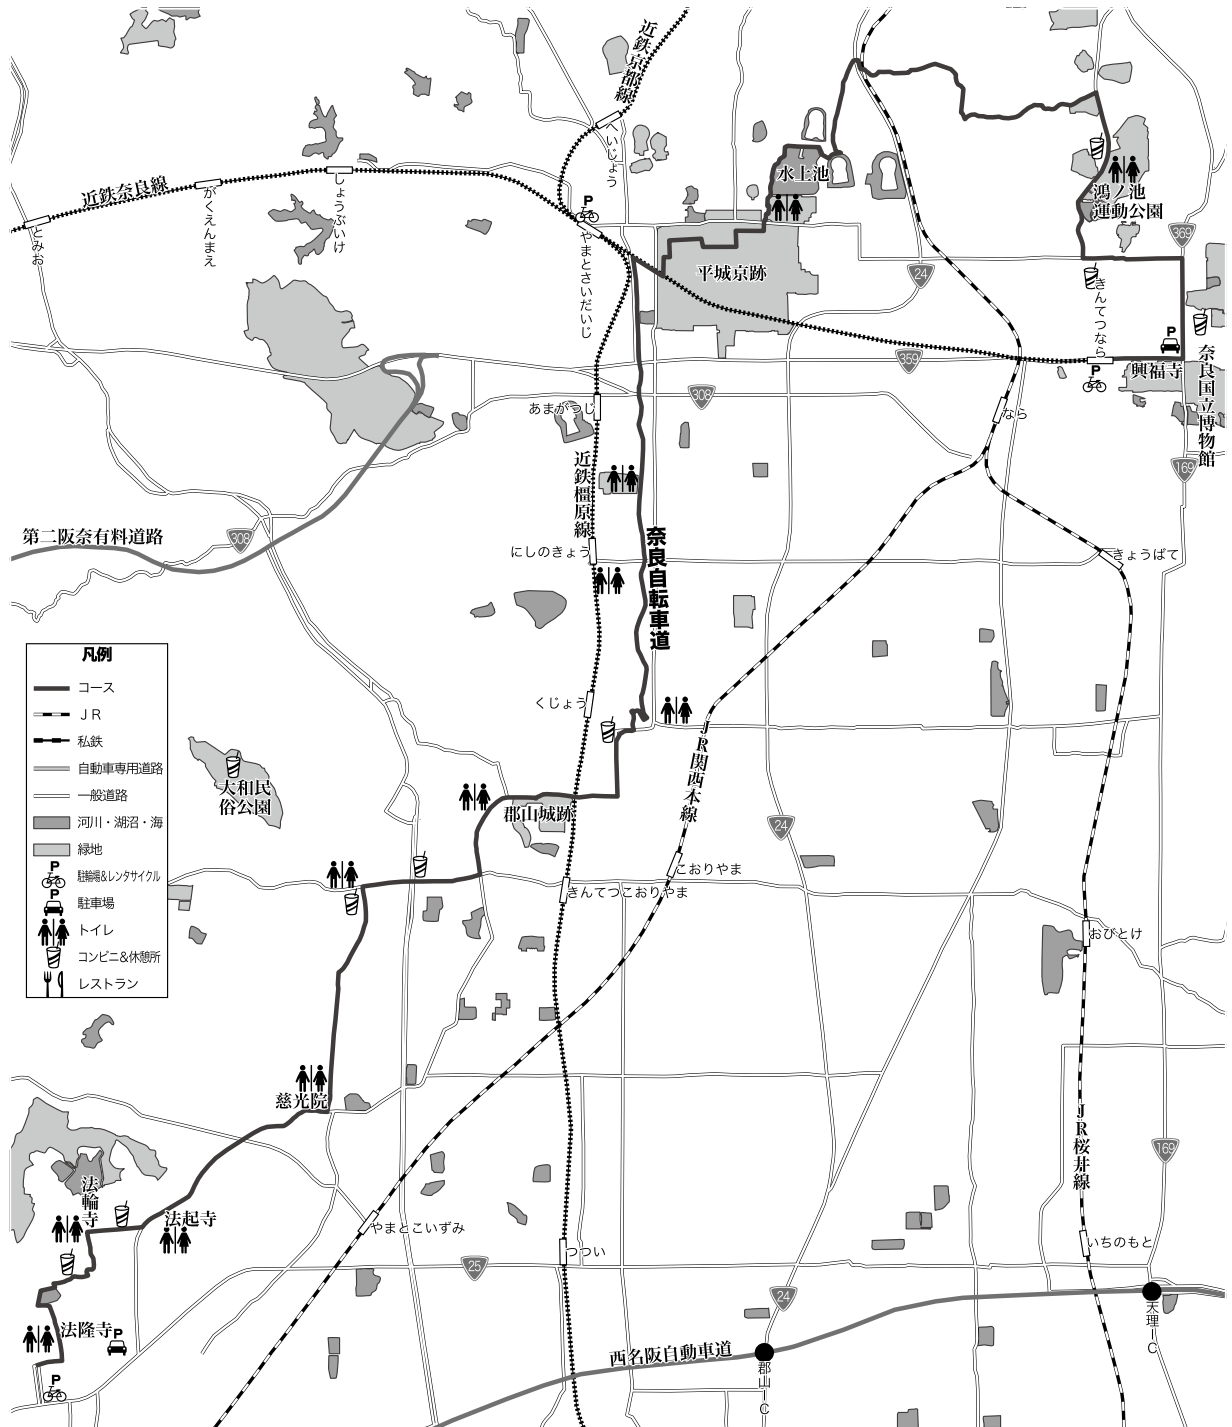 近鉄京都線
へいじょう
水上池
鴻ノ池
運動公園
近鉄奈良線
がくえんまえ
しょうぶいけ
とみお
P
やまとさいだいじ
平城京跡
369
24
きんてつなら
P
奈良国立博物館
興福寺
P
359
308
あまがつじ
なら
近鉄橿原線
169
第二阪奈有料道路
308
にしのきょう
奈良自転車道
きょうばて
凡例
コース
JR
私鉄
自動車専用道路
一般道路
河川・湖沼・海
緑地
P
駐輪場&レンタサイクル
P
駐車場
トイレ
コンビニ&休憩所
レストラン
くじょう
JR関西本線
大和民
俗公園
郡山城跡
24
こおりやま
きんてつこおりやま
おびとけ
慈光院
JR桜井線
169
法輪寺
法起寺
やまとこいずみ
つつい
いちのもと
25
24
天理IC
法隆寺
P
西名阪自動車道
郡山IC
P